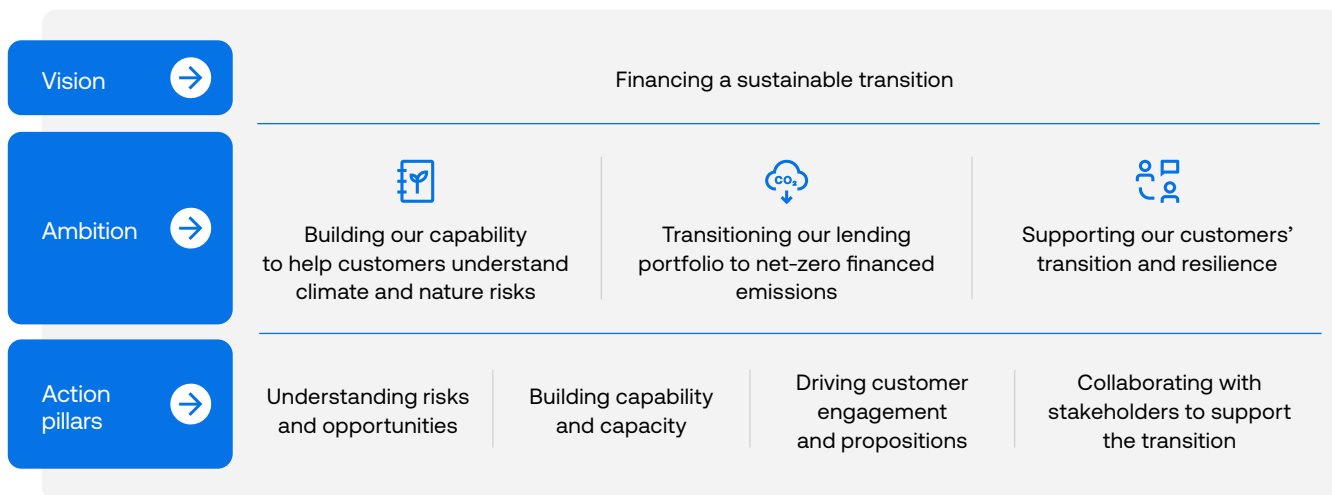 Vision
Financing a sustainable transition
Ambition
Building our capability
to help customers understand
climate and nature risks
CO₂
Transitioning our lending
portfolio to net-zero financed
emissions
Supporting our customers’
transition and resilience
Action
pillars
Understanding risks
and opportunities
Building capability
and capacity
Driving customer
engagement
and propositions
Collaborating with
stakeholders to support
the transition